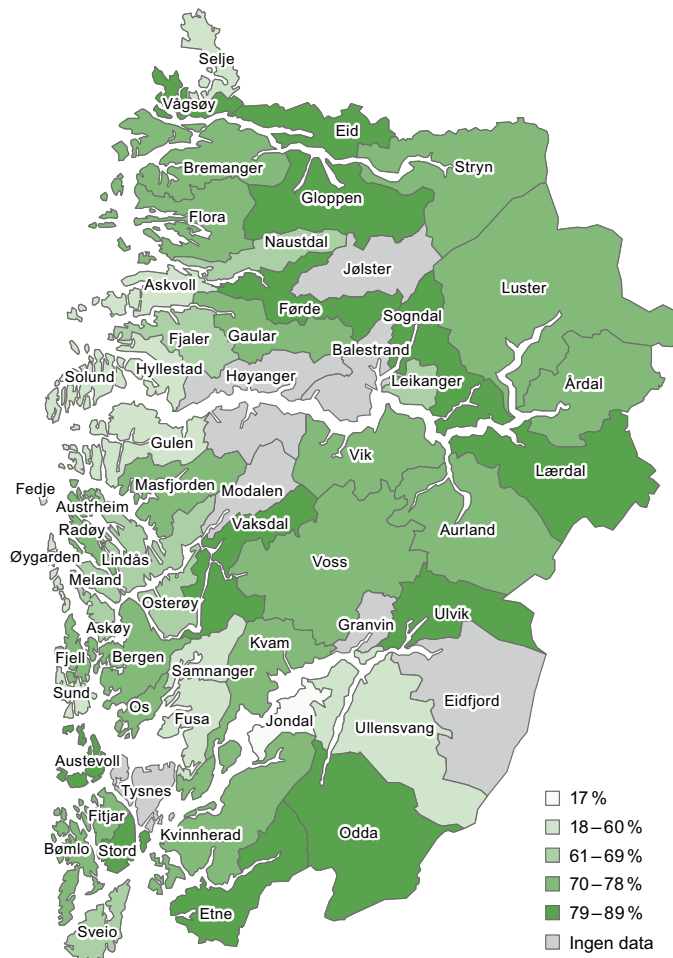 Selje
Vågsøy
Eid
Stryn
Bremanger
Gloppen
Flora
Naustdal
Jølster
Askvoll
Luster
Førde
Sogndal
Fjaler
Gaular
Balestrand
Hyllestad
Solund
Høyanger
Leikanger
Årdal
Gulen
Vik
Lærdal
Masfjorden
Modalen
Fedje
Austrheim
Vaksdal
Radøy
Aurland
Øygarden
Lindås
Voss
Meland
Osterøy
Granvin
Ulvik
Askøy
Kvam
Fjell
Bergen
Samnanger
Sund
Eidfjord
Os
Fusa
Jondal
Ullensvang
Austevoll
Tysnes
Fitjar
Kvinnherad
Odda
Bømlo
Stord
Etne
Sveio
17 %
18–60 %
61–69 %
70–78 %
79–89 %
Ingen data